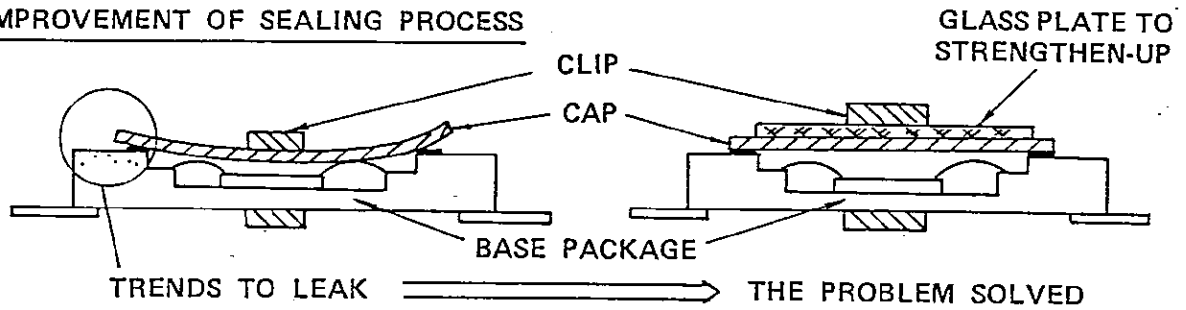 MPROVEMENT OF SEALING PROCESS
GLASS PLATE TO
STRENGTHEN-UP
CLIP
CAP
BASE PACKAGE
TRENDS TO LEAK
THE PROBLEM SOLVED